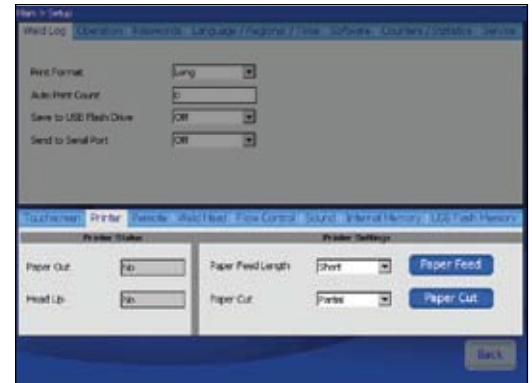 Main > Setup
Weld Log Operation Passwords Language / Regional / Time Software Counters / Statistics Service
Print Format Long
Auto Print Count 0
Save to USB Flash Drive Off
Send to Serial Port Off
Touchscreen Printer Remote Weld Head Flow Control Sound Internal Memory USB Flash Memory
Printer Status Printer Settings
Paper Out No Paper Feed Length Short Paper Feed
Head Up No Paper Cut Partial Paper Cut
Back